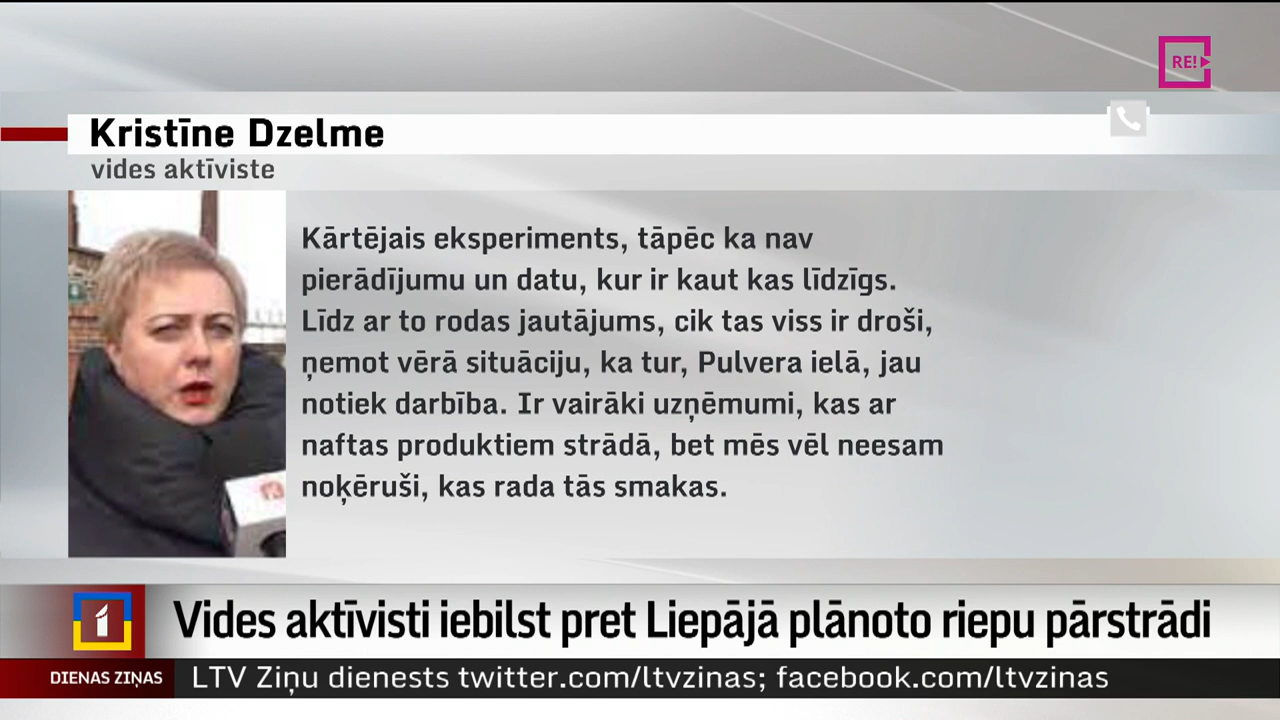 RE!
Kristīne Dzelme
vides aktīviste
Kārtējais eksperiments, tāpēc ka nav
pierādījumu un datu, kur ir kaut kas līdzīgs.
Līdz ar to rodas jautājums, cik tas viss ir droši,
ņemot vērā situāciju, ka tur, Pulvera ielā, jau
notiek darbība. Ir vairāki uzņēmumi, kas ar
naftas produktiem strādā, bet mēs vēl neesam
noķēruši, kas rada tās smakas.
1
Vides aktīvisti iebilst pret Liepājā plānoto riepu pārstrādi
DIENAS ZIŅAS
LTV Ziņu dienests twitter.com/ltvzinas; facebook.com/ltvzinas